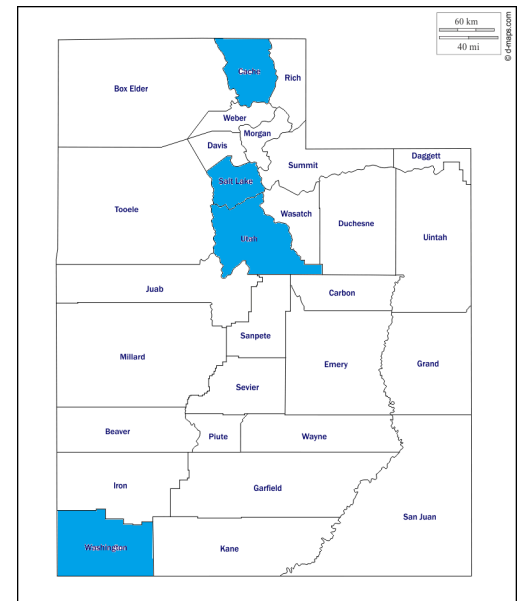 60 km
40 mi
© d-maps.com
Cache
Rich
Box Elder
Weber
Morgan
Davis
Summit
Daggett
Salt Lake
Tooele
Wasatch
Duchesne
Uintah
Utah
Juab
Carbon
Sanpete
Millard
Emery
Grand
Sevier
Beaver
Piute
Wayne
Iron
Garfield
San Juan
Washington
Kane